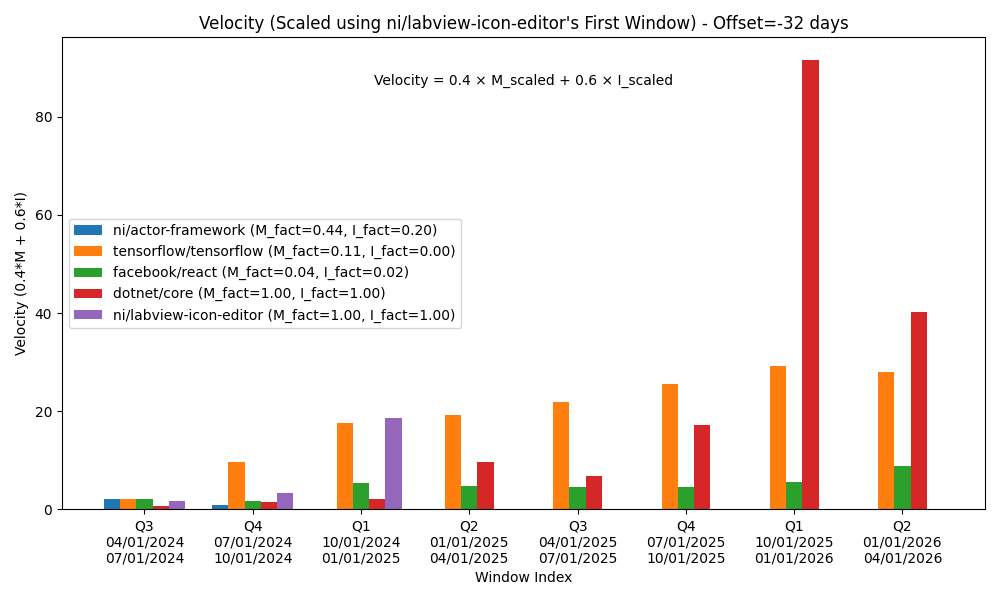 Velocity (Scaled using ni/labview-icon-editor's First Window) - Offset=-32 days
Velocity = 0.4 × M_scaled + 0.6 × I_scaled
Velocity (0.4*M + 0.6*I)
80
60
40
20
0
ni/actor-framework (M_fact=0.44, I_fact=0.20)
tensorflow/tensorflow (M_fact=0.11, I_fact=0.00)
facebook/react (M_fact=0.04, I_fact=0.02)
dotnet/core (M_fact=1.00, I_fact=1.00)
ni/labview-icon-editor (M_fact=1.00, I_fact=1.00)
Q3 Q4 Q1 Q2 Q3 Q4 Q1 Q2
04/01/2024 07/01/2024 10/01/2024 01/01/2025 04/01/2025 07/01/2025 10/01/2025 01/01/2026
07/01/2024 10/01/2024 01/01/2025 04/01/2025 07/01/2025 10/01/2025 01/01/2026 04/01/2026
Window Index